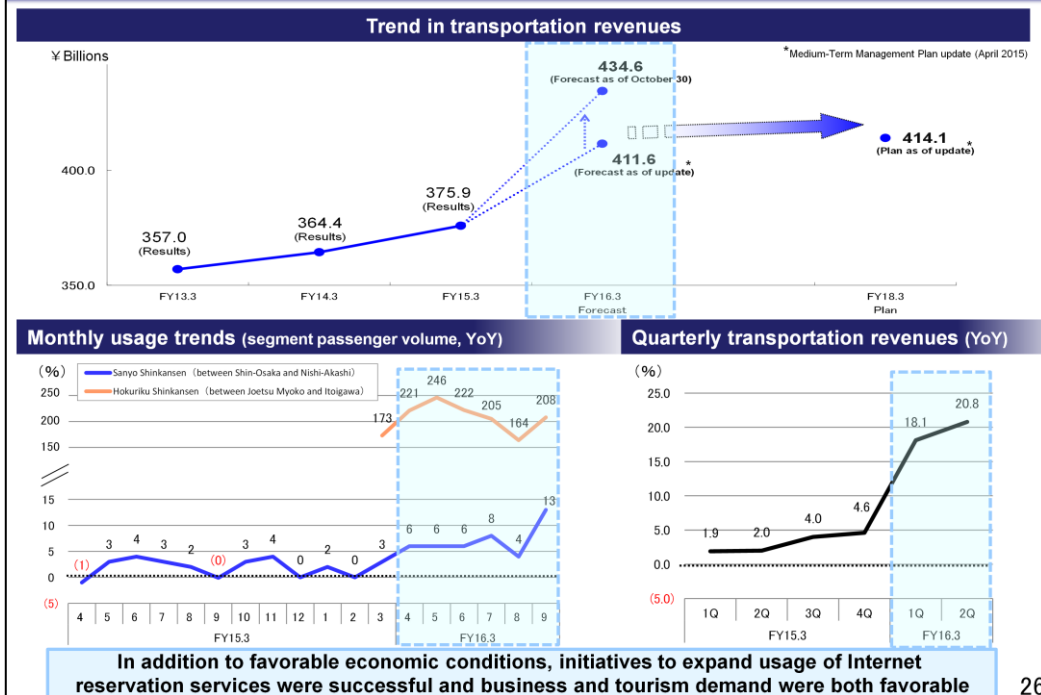 Trend in transportation revenues
¥ Billions
*Medium-Term Management Plan update (April 2015)
434.6
(Forecast as of October 30)
414.1
(Plan as of update)*
411.6
(Forecast as of update)*
400.0
375.9
(Results)
364.4
(Results)
357.0
(Results)
350.0
FY13.3 FY14.3 FY15.3 FY16.3 FY18.3
Forecast Plan
Monthly usage trends (segment passenger volume, YoY)
(%)
Sanyo Shinkansen (between Shin-Osaka and Nishi-Akashi)
Hokuriku Shinkansen (between Joetsu Myoko and Itoigawa)
250
200
150
173 221 246 222 205 164 208
15
10
5
0
(5)
(1) 3 4 3 2 (0) 3 4 0 2 0 3 6 6 6 8 4 13
4 5 6 7 8 9 10 11 12 1 2 3 4 5 6 7 8 9
FY15.3 FY16.3
Quarterly transportation revenues (YoY)
(%)
25.0
20.0
15.0
10.0
5.0
0.0
(5.0)
1.9 2.0 4.0 4.6 18.1 20.8
1Q 2Q 3Q 4Q 1Q 2Q
FY15.3 FY16.3
In addition to favorable economic conditions, initiatives to expand usage of Internet
reservation services were successful and business and tourism demand were both favorable
26